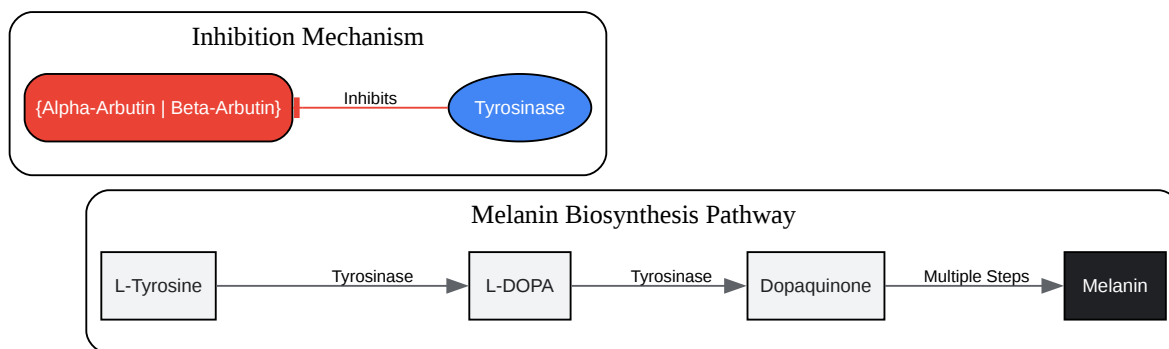 Inhibition Mechanism
{Alpha-Arbutin | Beta-Arbutin}
Inhibits
Tyrosinase
Melanin Biosynthesis Pathway
L-Tyrosine
Tyrosinase
L-DOPA
Tyrosinase
Dopaquinone
Multiple Steps
Melanin